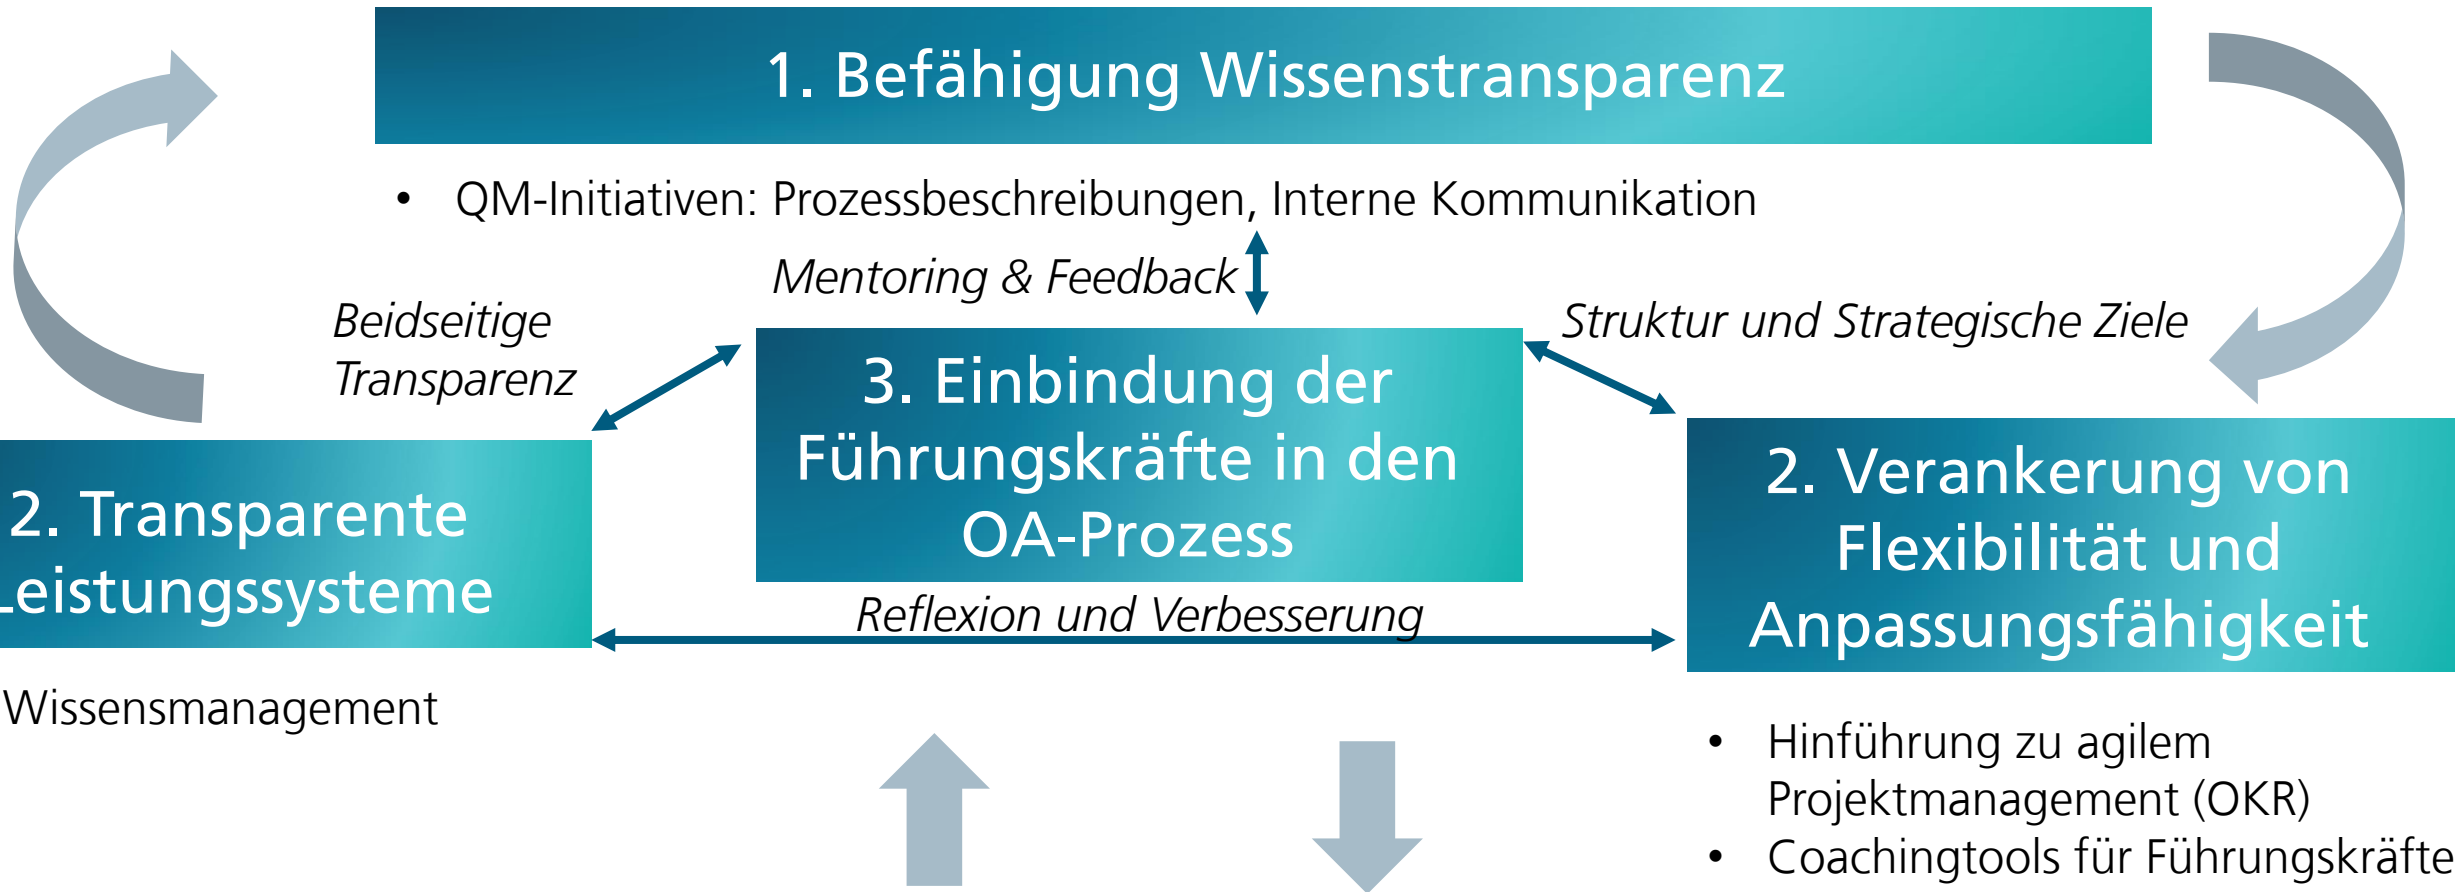 1. Befähigung Wissenstransparenz
• QM-Initiativen: Prozessbeschreibungen, Interne Kommunikation
Mentoring & Feedback
Beidseitige
Transparenz
Struktur und Strategische Ziele
3. Einbindung der
Führungskräfte in den
OA-Prozess
2. Transparente
Leistungssysteme
2. Verankerung von
Flexibilität und
Anpassungsfähigkeit
Reflexion und Verbesserung
Wissensmanagement
• Hinführung zu agilem
Projektmanagement (OKR)
• Coachingtools für Führungskräfte